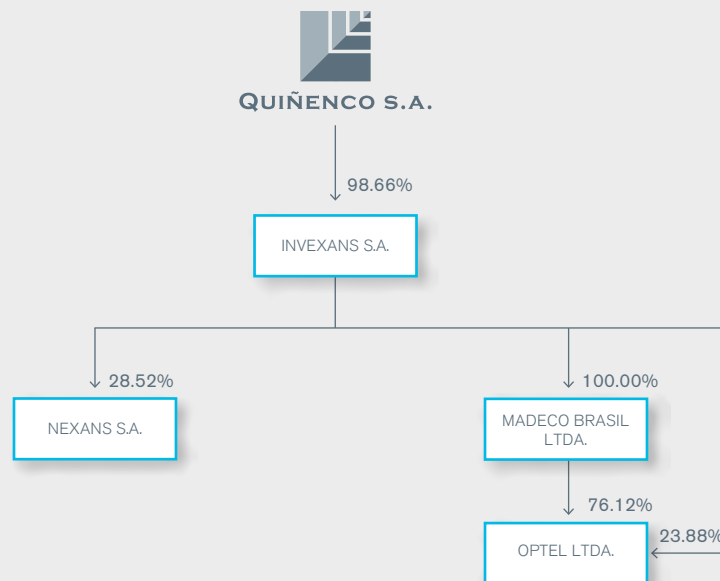 QUIÑENCO S.A.
98.66%
INVEXANS S.A.
28.52%
100.00%
NEXANS S.A.
MADECO BRASIL
LTDA.
76.12%
23.88%
OPTEL LTDA.